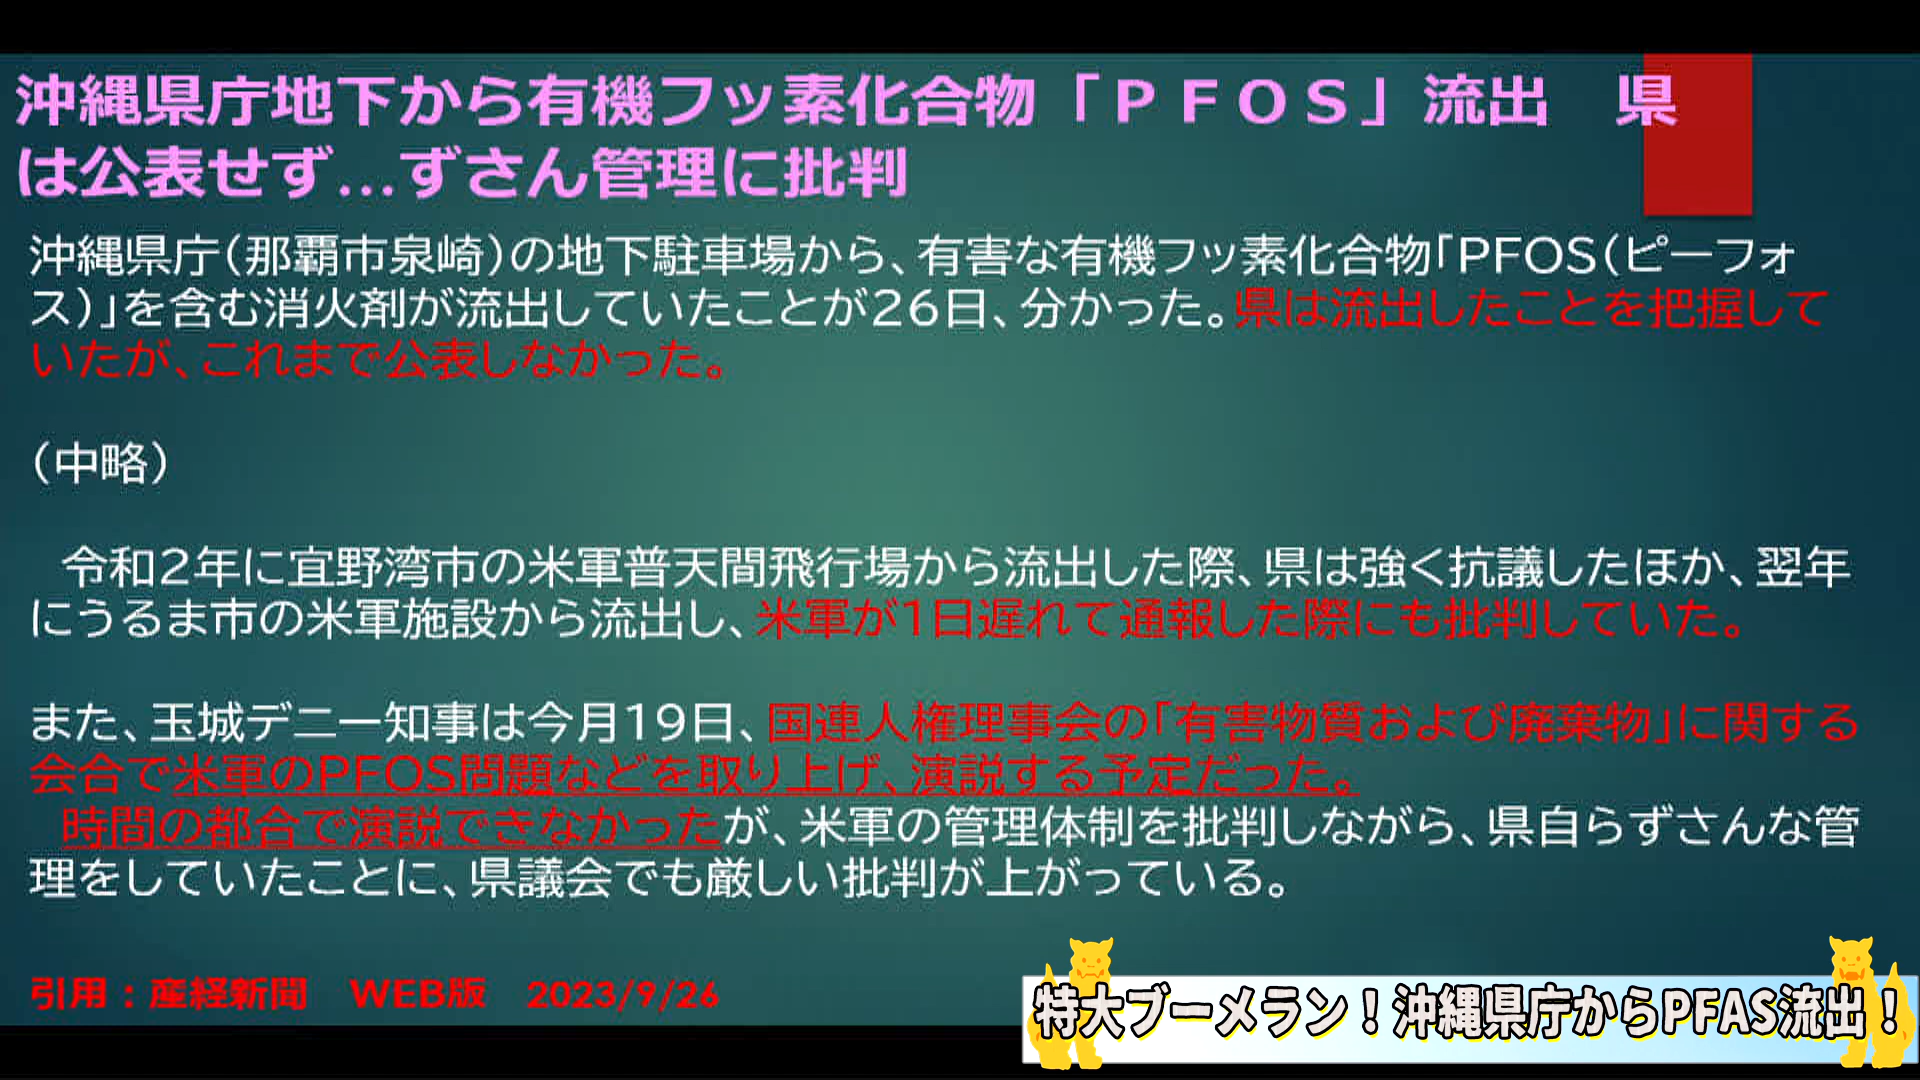 沖縄県庁地下から有機フッ素化合物「ＰＦＯＳ」流出　県
は公表せず…ずさん管理に批判
沖縄県庁（那覇市泉崎）の地下駐車場から、有害な有機フッ素化合物「PFOS（ピーフォ
ス）」を含む消火剤が流出していたことが26日、分かった。県は流出したことを把握して
いたが、これまで公表しなかった。
（中略）
令和2年に宜野湾市の米軍普天間飛行場から流出した際、県は強く抗議したほか、翌年
にうるま市の米軍施設から流出し、米軍が1日遅れて通報した際にも批判していた。
また、玉城デニー知事は今月19日、国連人権理事会の「有害物質および廃棄物」に関する
会合で米軍のPFOS問題などを取り上げ、演説する予定だった。
時間の都合で演説できなかったが、米軍の管理体制を批判しながら、県自らずさんな管
理をしていたことに、県議会でも厳しい批判が上がっている。
引用：産経新聞　WEB版　2023/9/26
特大ブーメラン！沖縄県庁からPFAS流出！